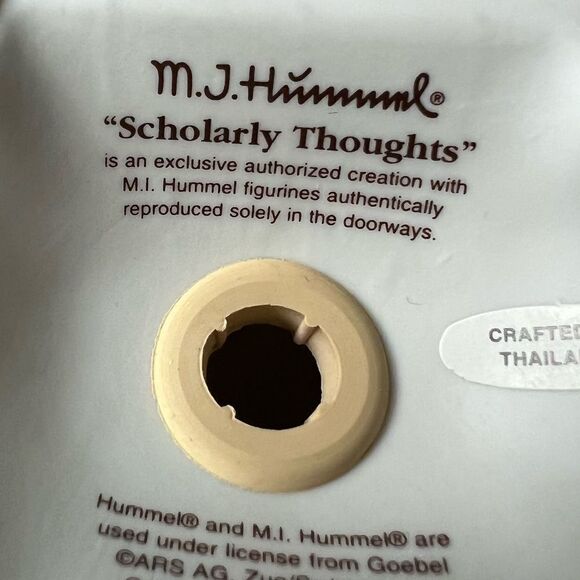 M.J.Hummel®
“Scholarly Thoughts”
is an exclusive authorized creation with
M.I. Hummel figurines authentically
reproduced solely in the doorways.
CRAFTED
THAILA
Hummel® and M.I. Hummel® are
used under license from Goebel
©ARS AG,